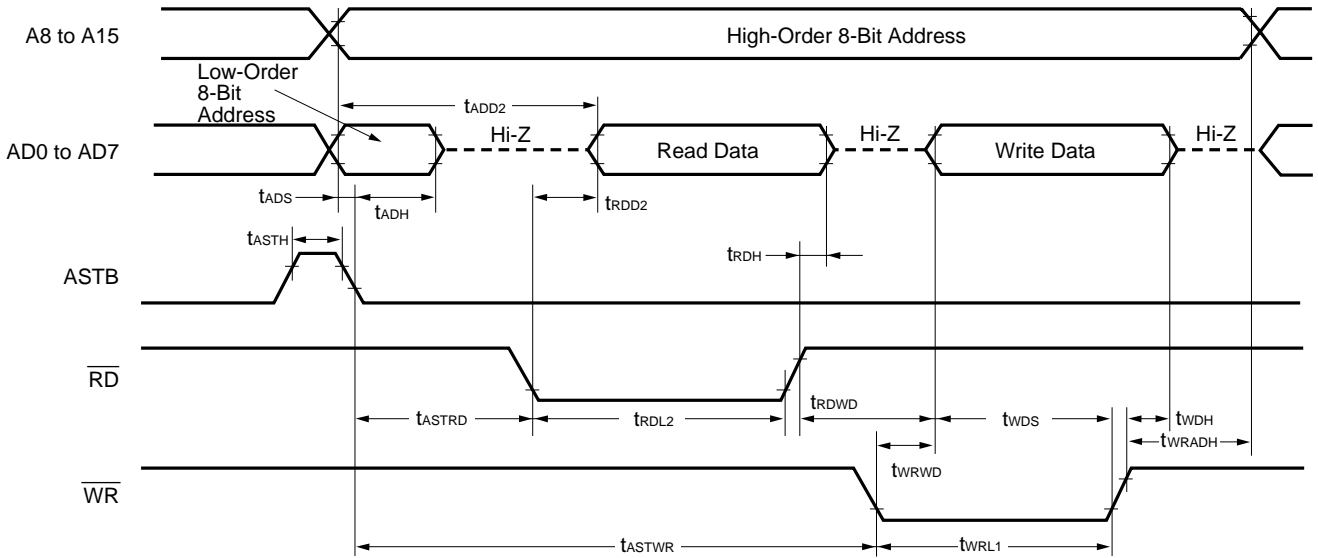 A8 to A15
High-Order 8-Bit Address
Low-Order
8-Bit
Address
tADD2
AD0 to AD7
Hi-Z
Read Data
Hi-Z
Write Data
Hi-Z
tADS
tADH
tRDD2
tASTH
tRDH
ASTB
RD
tASTRD
tRDL2
tRDWD
tWDS
tWDH
tWRADH
tWRWD
WR
tASTWR
tWRL1